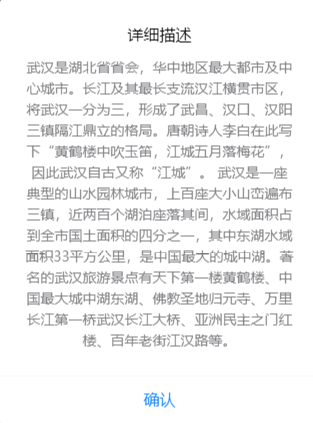 详细描述
武汉是湖北省省会，华中地区最大都市及中
心城市。长江及其最长支流汉江横贯市区，
将武汉一分为三，形成了武昌、汉口、汉阳
三镇隔江鼎立的格局。唐朝诗人李白在此写
下“黄鹤楼中吹玉笛，江城五月落梅花”，
因此武汉自古又称“江城”。 武汉是一座
典型的山水园林城市，上百座大小山峦遍布
三镇，近两百个湖泊座落其间，水域面积占
到全市国土面积的四分之一，其中东湖水域
面积33平方公里，是中国最大的城中湖。著
名的武汉旅游景点有天下第一楼黄鹤楼、中
国最大城中湖东湖、佛教圣地归元寺、万里
长江第一桥武汉长江大桥、亚洲民主之门红
楼、百年老街江汉路等。
确认